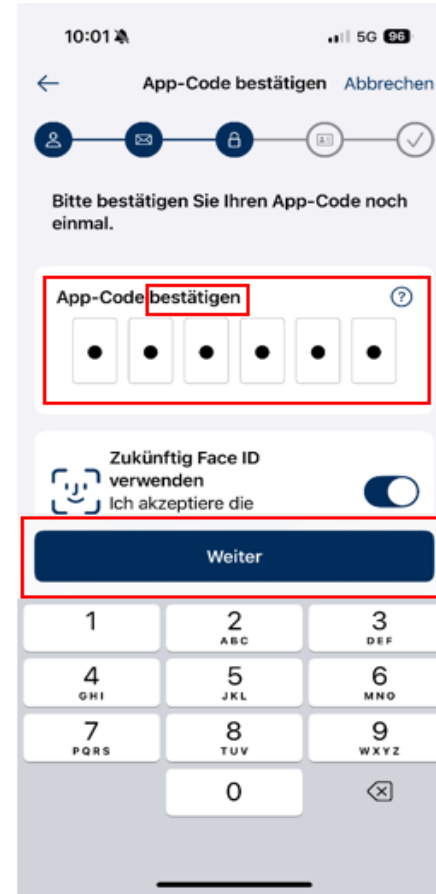 10:01
5G 96
App-Code bestätigen Abbrechen
Bitte bestätigen Sie Ihren App-Code noch
einmal.
App-Code bestätigen ?
Zukünftig Face ID
verwenden
Ich akzeptiere die
Weiter
1 2 3
ABC DEF
4 5 6
GHI JKL MNO
7 8 9
PQRS TUV WXYZ
0